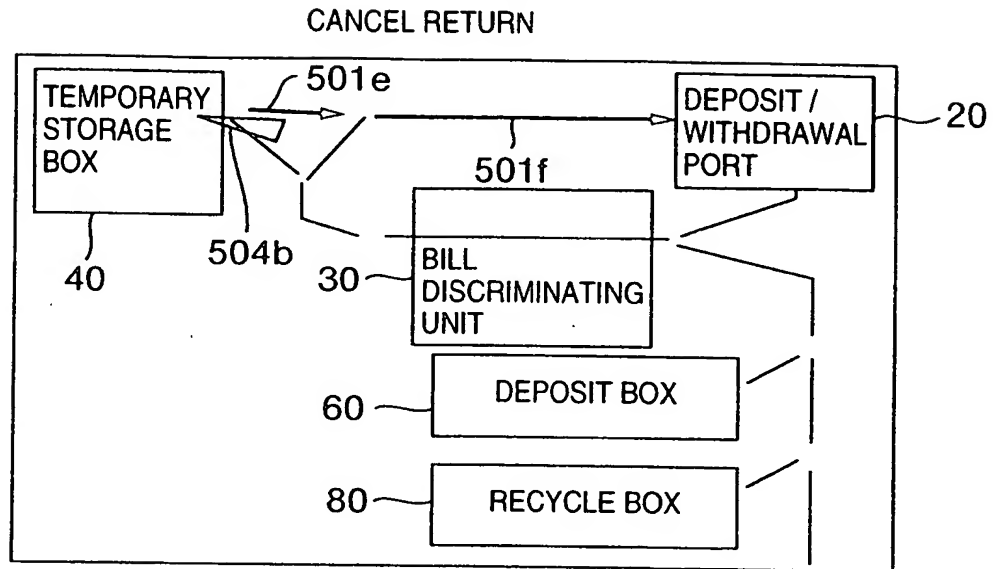 CANCEL RETURN
501e
TEMPORARY
STORAGE
BOX
DEPOSIT /
WITHDRAWAL
PORT
20
501f
504b
40
30
BILL
DISCRIMINATING
UNIT
60
DEPOSIT BOX
80
RECYCLE BOX